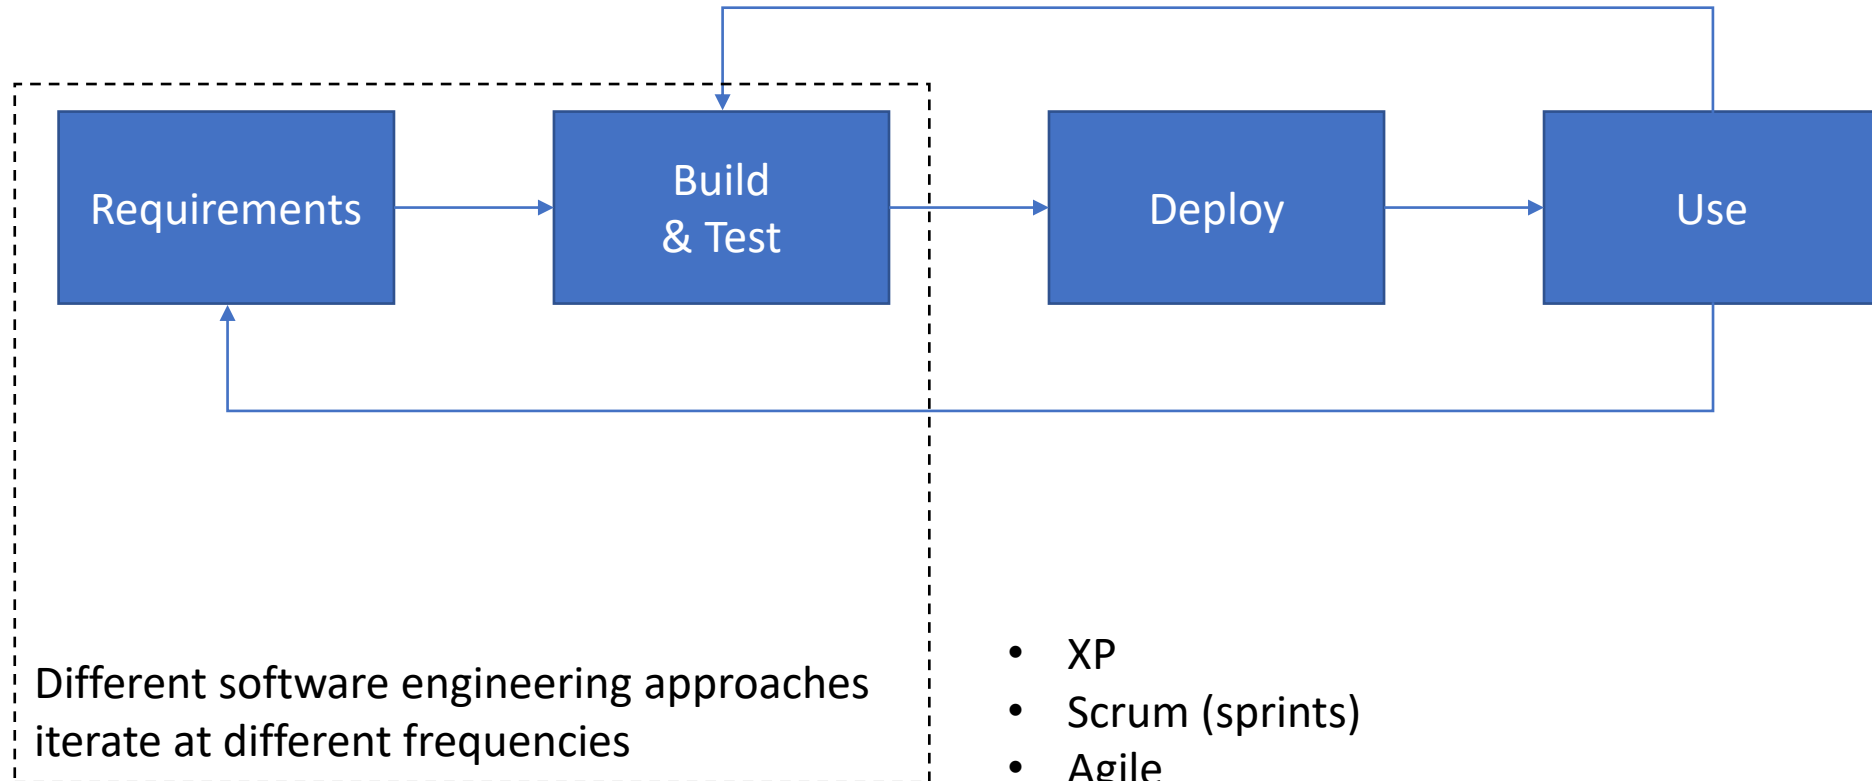 Requirements
Build
& Test
Deploy
Use
Different software engineering approaches
iterate at different frequencies
• XP
• Scrum (sprints)
• Agile